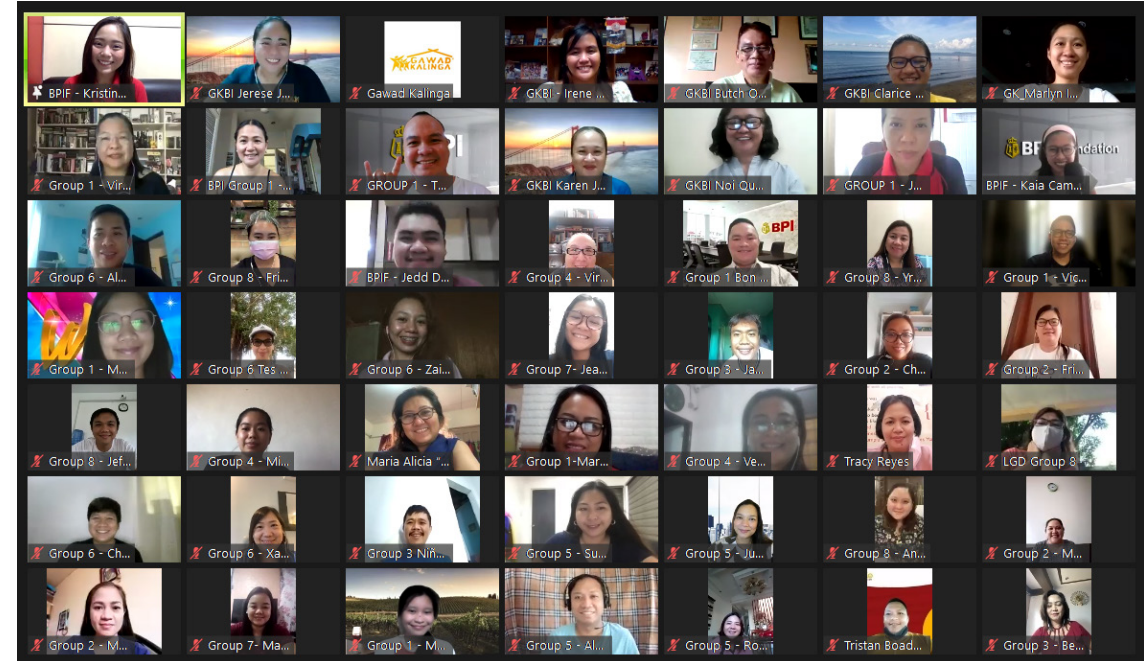 BPIF - Kristin...
GKBI Jerese J...
GAWAD
KALINGA
Gawad Kalinga
GKBI - Irene ...
GKBI Butch O...
GKBI Clarice ...
GK_Marlyn I...
Group 1 - Vir...
BPI Group 1 -...
GROUP 1 - T...
GKBI Karen J...
GKBI Noi Qu...
GROUP 1 - J...
BPIF - Kaia Cam...
Group 6 - Al...
Group 8 - Fri...
BPIF - Jedd D...
Group 4 - Vir...
BPI
Group 1 Bon ...
Group 8 - Yr...
Group 1 - Vic...
Group 1 - M...
Group 6 Tes ...
Group 6 - Zai...
Group 7- Jea...
Group 3 - Ja...
Group 2 - Ch...
Group 2 - Fri...
Group 8 - Jef...
Group 4 - Mi...
Maria Alicia "...
Group 1-Mar...
Group 4 - Ve...
Tracy Reyes
LGD Group 8
Group 6 - Ch...
Group 6 - Xa...
Group 3 Niñ...
Group 5 - Su...
Group 5 - Ju...
Group 8 - An...
Group 2 - M...
Group 2 - M...
Group 7- Ma...
Group 1 - M...
Group 5 - Al...
Group 5 - Ro...
Tristan Boad...
Group 3 - Be...